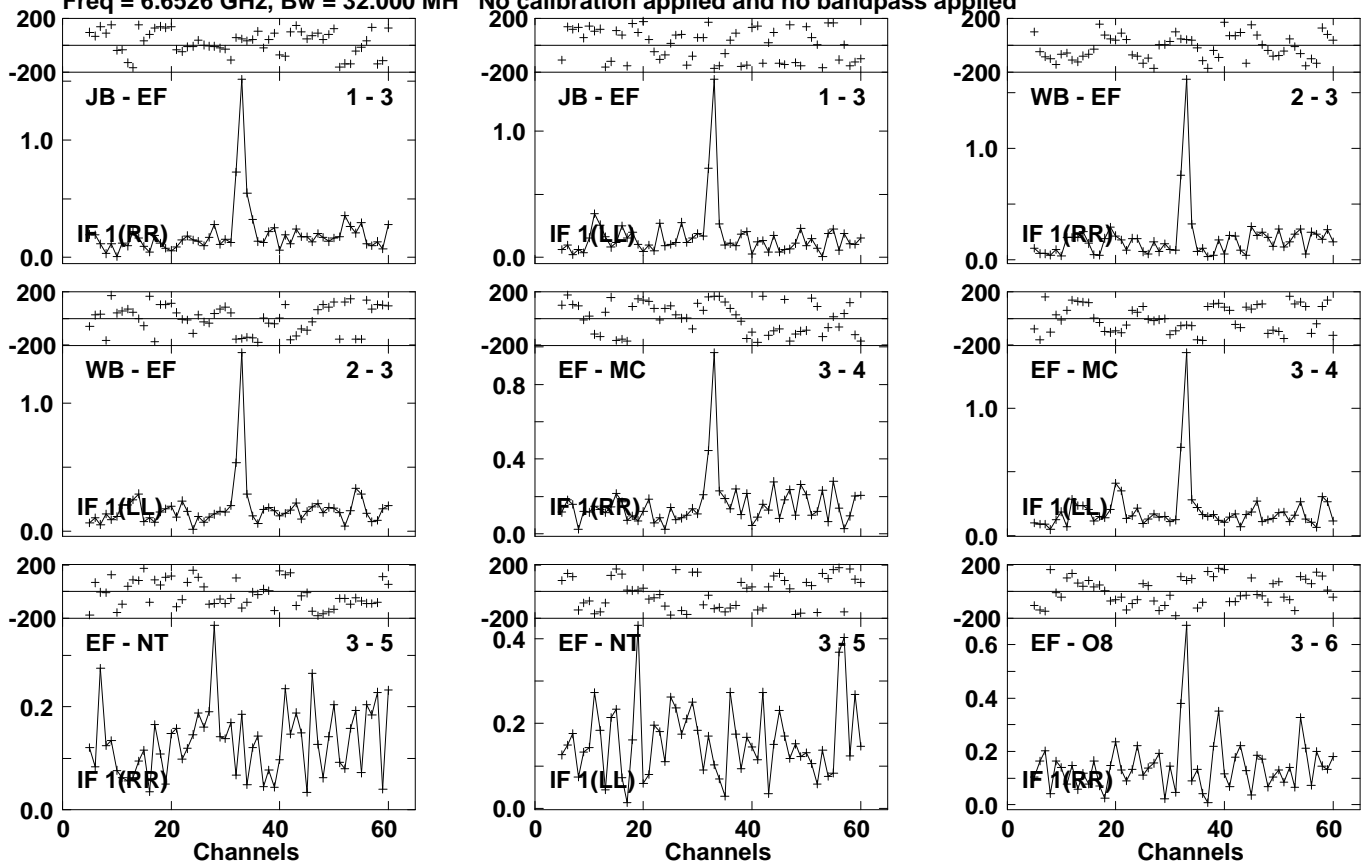 Freq = 6.6526 GHz, Bw = 32.000 MH No calibration applied and no bandpass applied
200
-200
JB - EF 1 - 3
1.0
IF 1(RR)
0.0
JB - EF 1 - 3
1.0
IF 1(LL)
0.0
WB - EF 2 - 3
1.0
IF 1(RR)
0.0
200
-200
WB - EF 2 - 3
1.0
IF 1(LL)
0.0
200
-200
EF - MC 3 - 4
0.8
0.4
IF 1(RR)
0.0
200
-200
EF - MC 3 - 4
1.0
IF 1(LL)
0.0
200
-200
EF - NT 3 - 5
0.2
IF 1(RR)
0.0
0 20 40 60
Channels
200
-200
EF - NT 3 - 5
0.4
0.2
IF 1(LL)
0.0
0 20 40 60
Channels
200
-200
EF - O8 3 - 6
0.6
0.4
0.2
IF 1(RR)
0.0
0 20 40 60
Channels